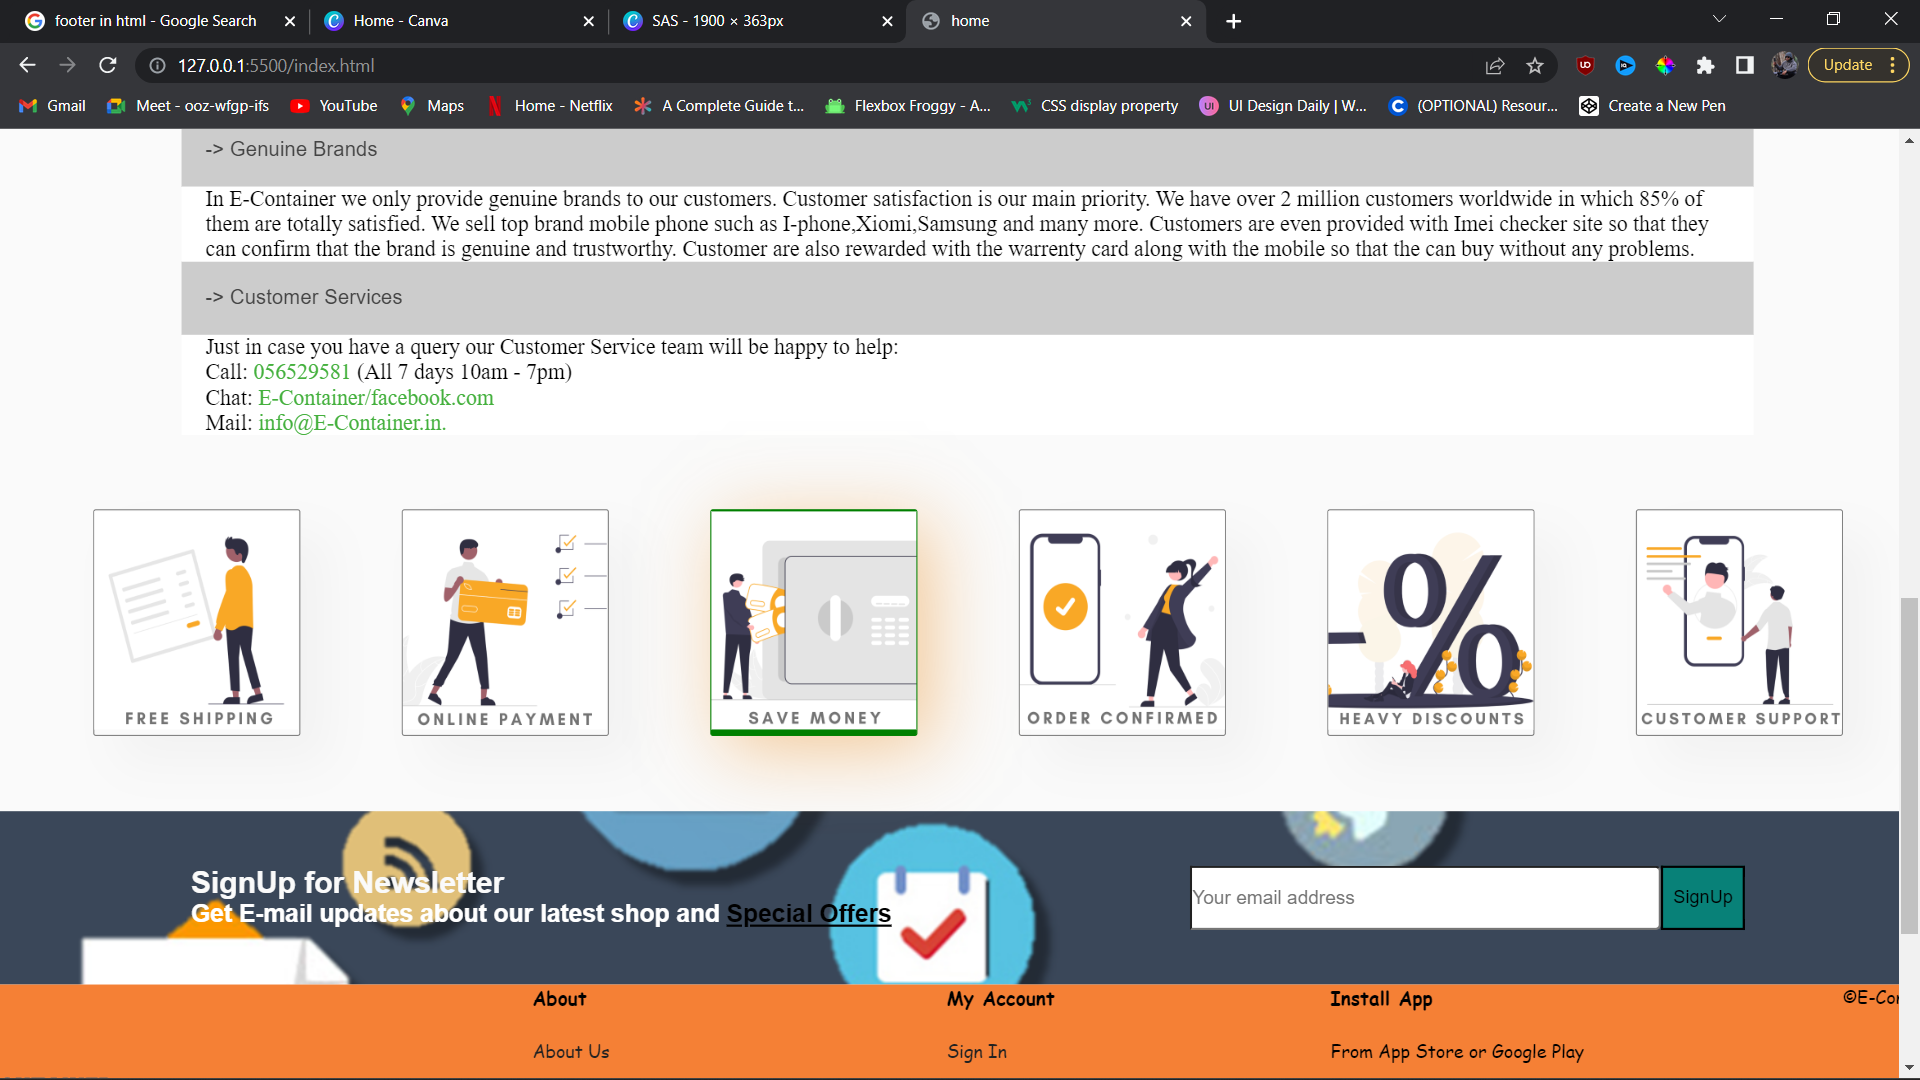 footer in html - Google Search
Home - Canva
SAS - 1900 × 363px
home
127.0.0.1:5500/index.html
Update
Gmail
Meet - ooz-wfgp-ifs
YouTube
Maps
Home - Netflix
A Complete Guide t...
Flexbox Froggy - A...
CSS display property
UI Design Daily | W...
(OPTIONAL) Resour...
Create a New Pen
-> Genuine Brands
In E-Container we only provide genuine brands to our customers. Customer satisfaction is our main priority. We have over 2 million customers worldwide in which 85% of
them are totally satisfied. We sell top brand mobile phone such as I-phone,Xiomi,Samsung and many more. Customers are even provided with Imei checker site so that they
can confirm that the brand is genuine and trustworthy. Customer are also rewarded with the warrenty card along with the mobile so that the can buy without any problems.
-> Customer Services
Just in case you have a query our Customer Service team will be happy to help:
Call: 056529581 (All 7 days 10am - 7pm)
Chat: E-Container/facebook.com
Mail: info@E-Container.in.
FREE SHIPPING
ONLINE PAYMENT
SAVE MONEY
ORDER CONFIRMED
%
HEAVY DISCOUNTS
CUSTOMER SUPPORT
SignUp for Newsletter
Get E-mail updates about our latest shop and Special Offers
Your email address
SignUp
About
My Account
Install App
©E-Con
About Us
Sign In
From App Store or Google Play